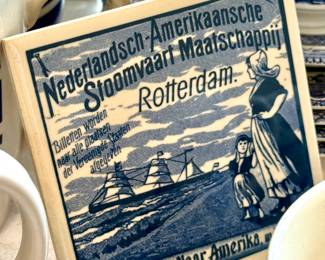 Nederlandsch-Amerikaansche
Stoomvaart Maatschappij
Rotterdam.
Billetten worden
naar alle plaatsen
der Vereenigde Staten
afgegeven
Naar Amerika,